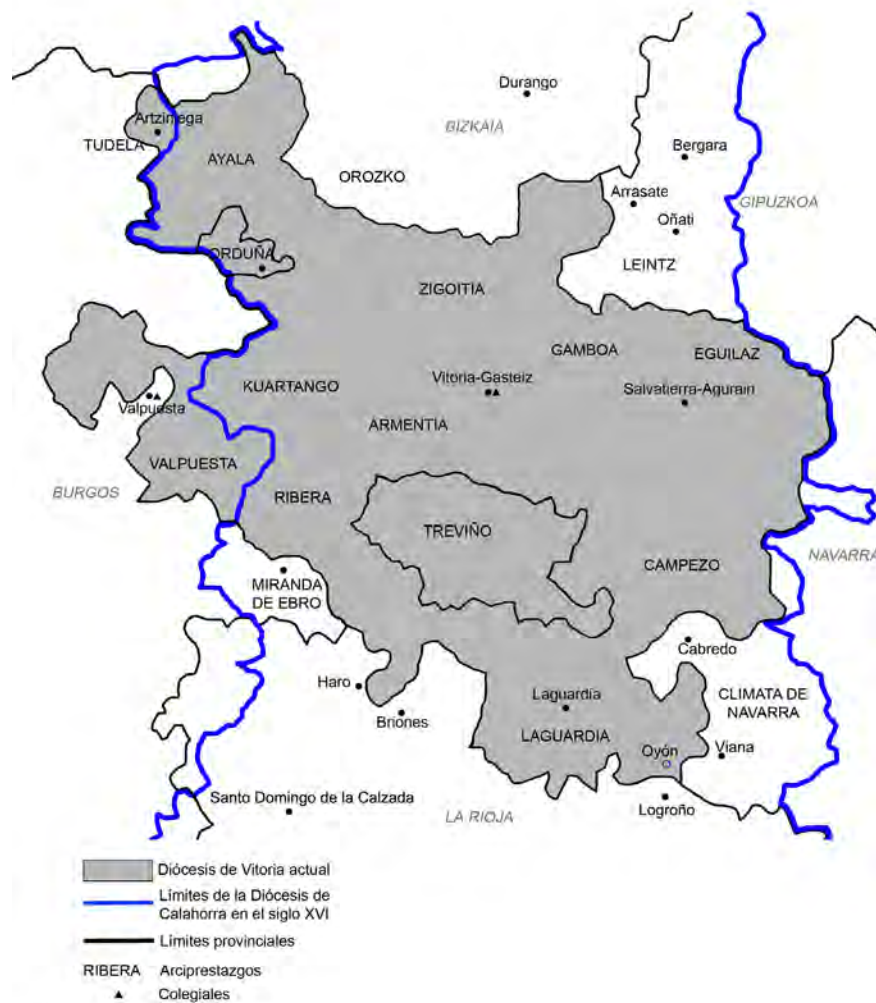 Durango
BIZKAIA
Artziniega
TUDELA
AYALA
OROZKO
Bergara
Arrasate
GIPUZKOA
Oñati
LEINTZ
ORDUÑA
ZIGOITIA
GAMBOA
EGUILAZ
KUARTANGO
Vitoria-Gasteiz
Salvatierra-Agurain
Valpuesta
ARMENTIA
VALPUESTA
BURGOS
RIBERA
TREVIÑO
NAVARRA
CAMPEZO
MIRANDA
DE EBRO
Cabredo
Haro
Laguardia
CLIMATA DE
NAVARRA
Briones
LAGUARDIA
Oyón
Viana
Santo Domingo de la Calzada
LA RIOJA
Logroño
Diócesis de Vitoria actual
Límites de la Diócesis de
Calahorra en el siglo XVI
Límites provinciales
RIBERA Arciprestazgos
Colegiales